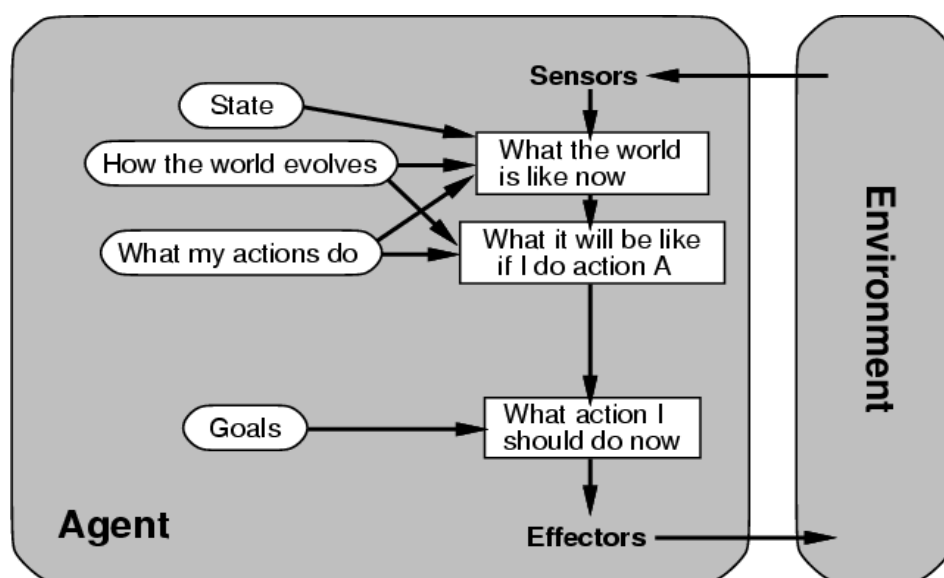 Sensors
State
What the world
is like now
How the world evolves
What it will be like
if I do action A
What my actions do
What action I
should do now
Goals
Agent
Effectors
Environment